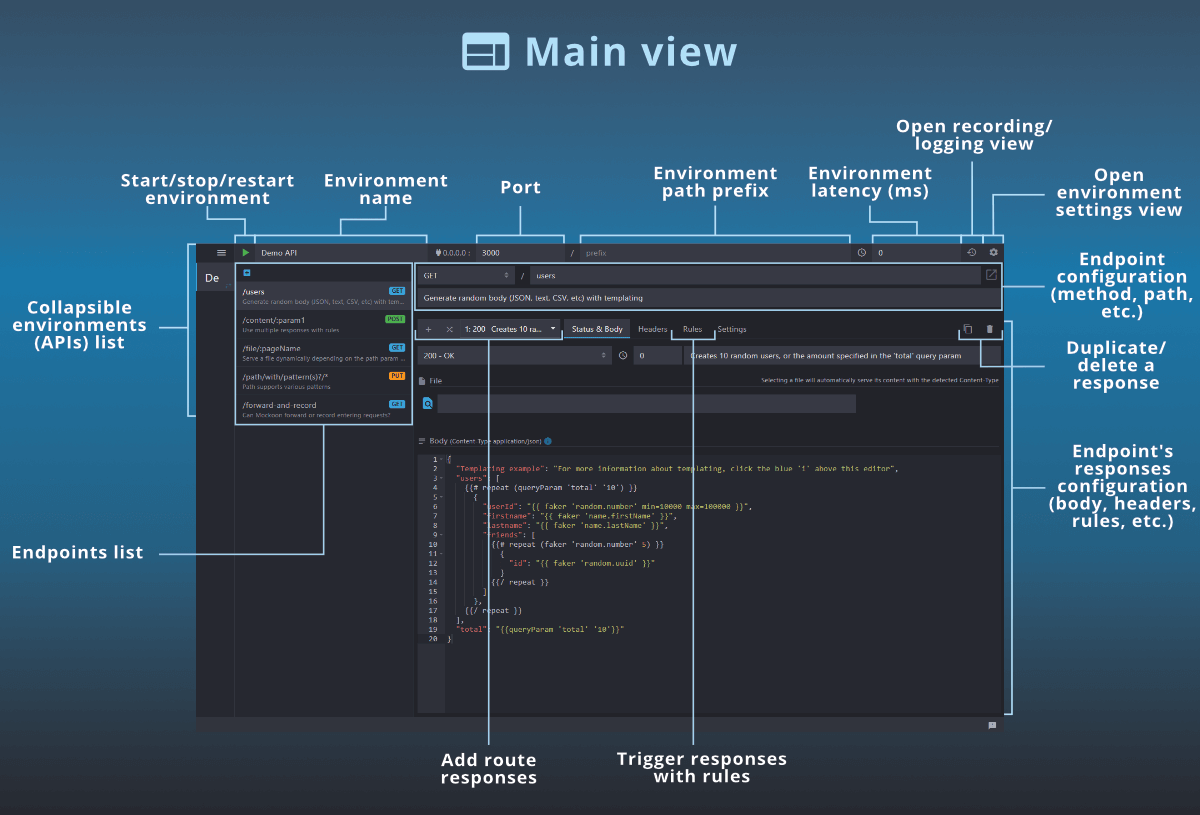 Main view
Open recording/
logging view
Start/stop/restart
environment
Environment
name
Port
Environment
path prefix
Environment
latency (ms)
Open
environment
settings view
Demo API
0.0.0.0 :
3000
/
prefix
0
De
GET
/
users
Generate random body (JSON, text, CSV, etc) with templating
/users
GET
Generate random body (JSON, text, CSV, etc) with tem...
/content/:param1
POST
Use multiple responses with rules
/file/:pageName
GET
Serve a file dynamically depending on the path param ...
/path/with/pattern(s)?/*
PUT
Path supports various patterns
/forward-and-record
GET
Can Mockoon forward or record entering requests?
Endpoint
configuration
(method, path,
etc.)
Collapsible
environments
(APIs) list
1: 200 Creates 10 ra...
Status & Body
Headers
Rules
Settings
Duplicate/
delete a
response
200 - OK
0
Creates 10 random users, or the amount specified in the 'total' query param
File
Selecting a file will automatically serve its content with the detected Content-Type
Body (Content-Type application/json)
1 {
2 "Templating example": "For more information about templating, click the blue 'i' above this editor",
3 "users": [
4 {{# repeat (queryParam 'total' '10') }}
5 {
6 "userId": "{{ faker 'random.number' min=10000 max=100000 }}",
7 "firstname": "{{ faker 'name.firstName' }}",
8 "lastname": "{{ faker 'name.lastName' }}",
9 "friends": [
10 {{# repeat (faker 'random.number' 5) }}
11 {
12 "id": "{{ faker 'random.uuid' }}"
13 }
14 {{/ repeat }}
15 ]
16 },
17 {{/ repeat }}
18 ],
19 "total": "{{queryParam 'total' '10'}}"
20 }
Endpoint's
responses
configuration
(body, headers,
rules, etc.)
Endpoints list
Add route
responses
Trigger responses
with rules